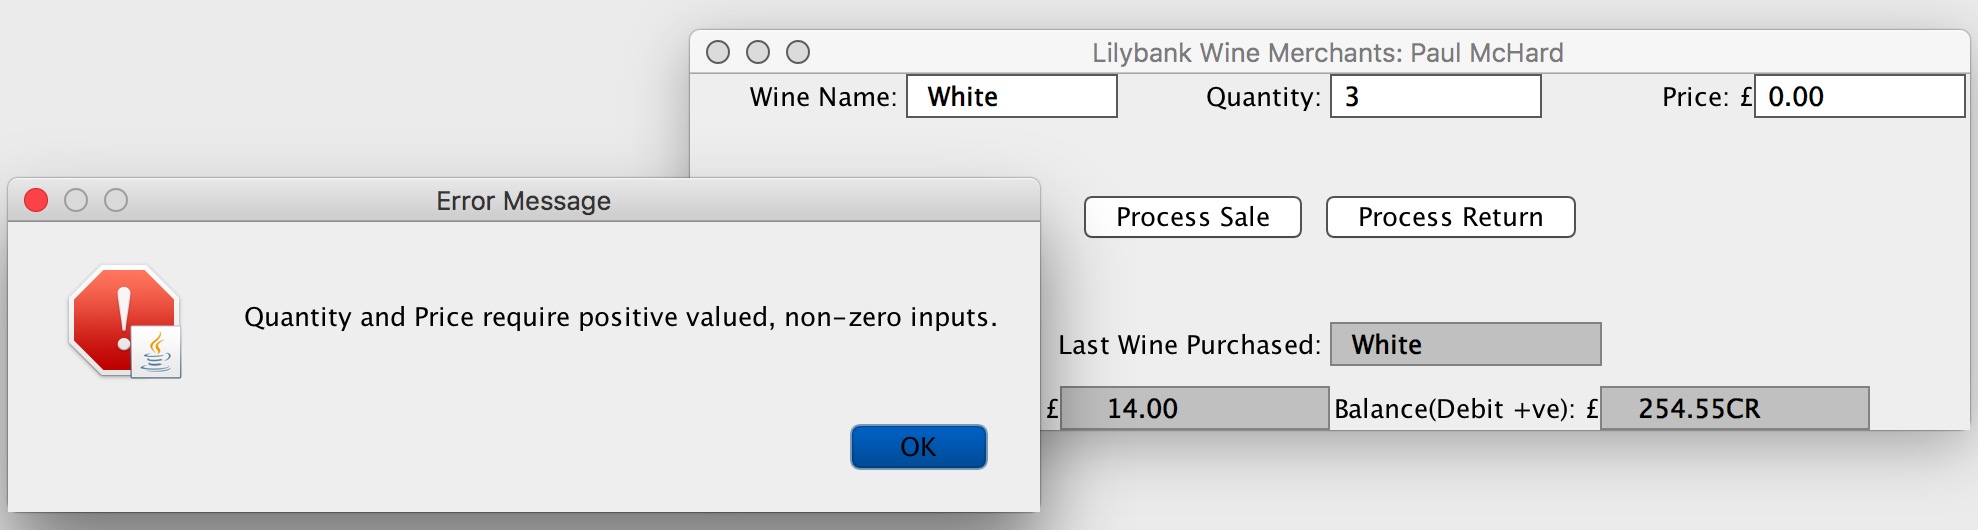 Lilybank Wine Merchants: Paul McHard
Wine Name: White Quantity: 3 Price: £ 0.00
Process Sale Process Return
Last Wine Purchased: White
£ 14.00 Balance(Debit +ve): £ 254.55CR
Error Message
Quantity and Price require positive valued, non-zero inputs.
OK